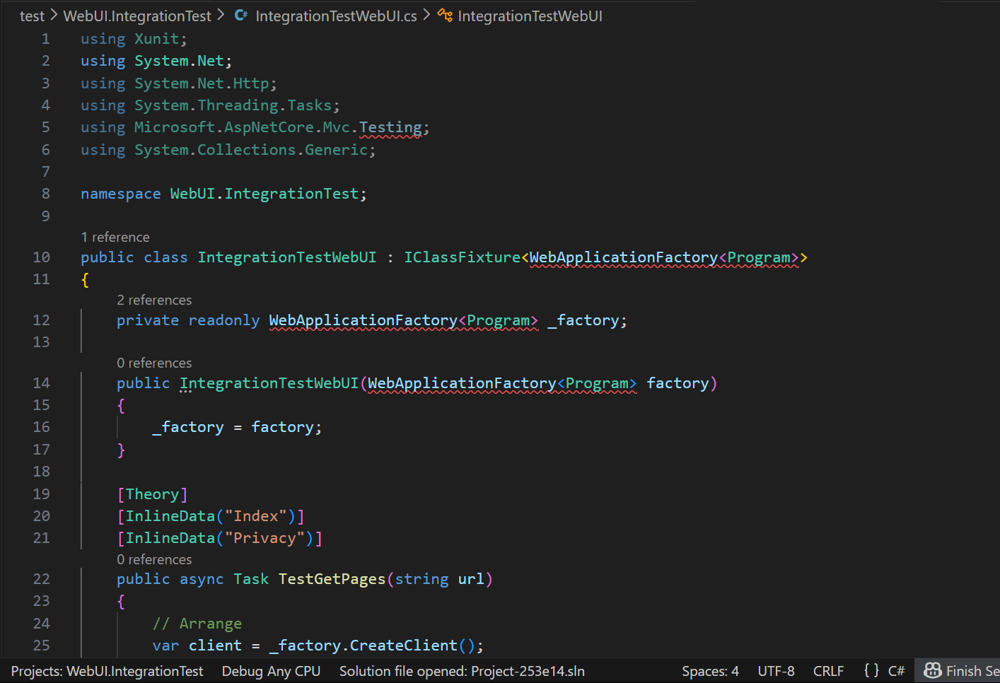 test > WebUI.IntegrationTest > C# IntegrationTestWebUI.cs > IntegrationTestWebUI
1 using Xunit;
2 using System.Net;
3 using System.Net.Http;
4 using System.Threading.Tasks;
5 using Microsoft.AspNetCore.Mvc.Testing;
6 using System.Collections.Generic;
7
8 namespace WebUI.IntegrationTest;
9
1 reference
10 public class IntegrationTestWebUI : IClassFixture<WebApplicationFactory<Program>>
11 {
2 references
12 private readonly WebApplicationFactory<Program> _factory;
13
0 references
14 public IntegrationTestWebUI(WebApplicationFactory<Program> factory)
15 {
16 _factory = factory;
17 }
18
19 [Theory]
20 [InlineData("Index")]
21 [InlineData("Privacy")]
0 references
22 public async Task TestGetPages(string url)
23 {
24 // Arrange
25 var client = _factory.CreateClient();
Projects: WebUI.IntegrationTest Debug Any CPU Solution file opened: Project-253e14.sln Spaces: 4 UTF-8 CRLF {} C# Finish Se